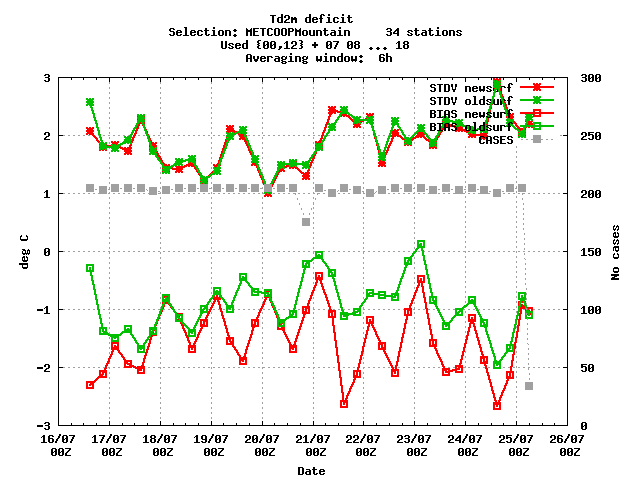 Td2m deficit
Selection: METCOOPMountain 34 stations
Used {00,12} + 07 08 ... 18
Averaging window: 6h
STDV newsurf
STDV oldsurf
BIAS newsurf
BIAS oldsurf
CASES
3
2
1
0
-1
-2
-3
deg C
300
250
200
150
100
50
0
No cases
16/07 17/07 18/07 19/07 20/07 21/07 22/07 23/07 24/07 25/07 26/07
00Z 00Z 00Z 00Z 00Z 00Z 00Z 00Z 00Z 00Z 00Z
Date